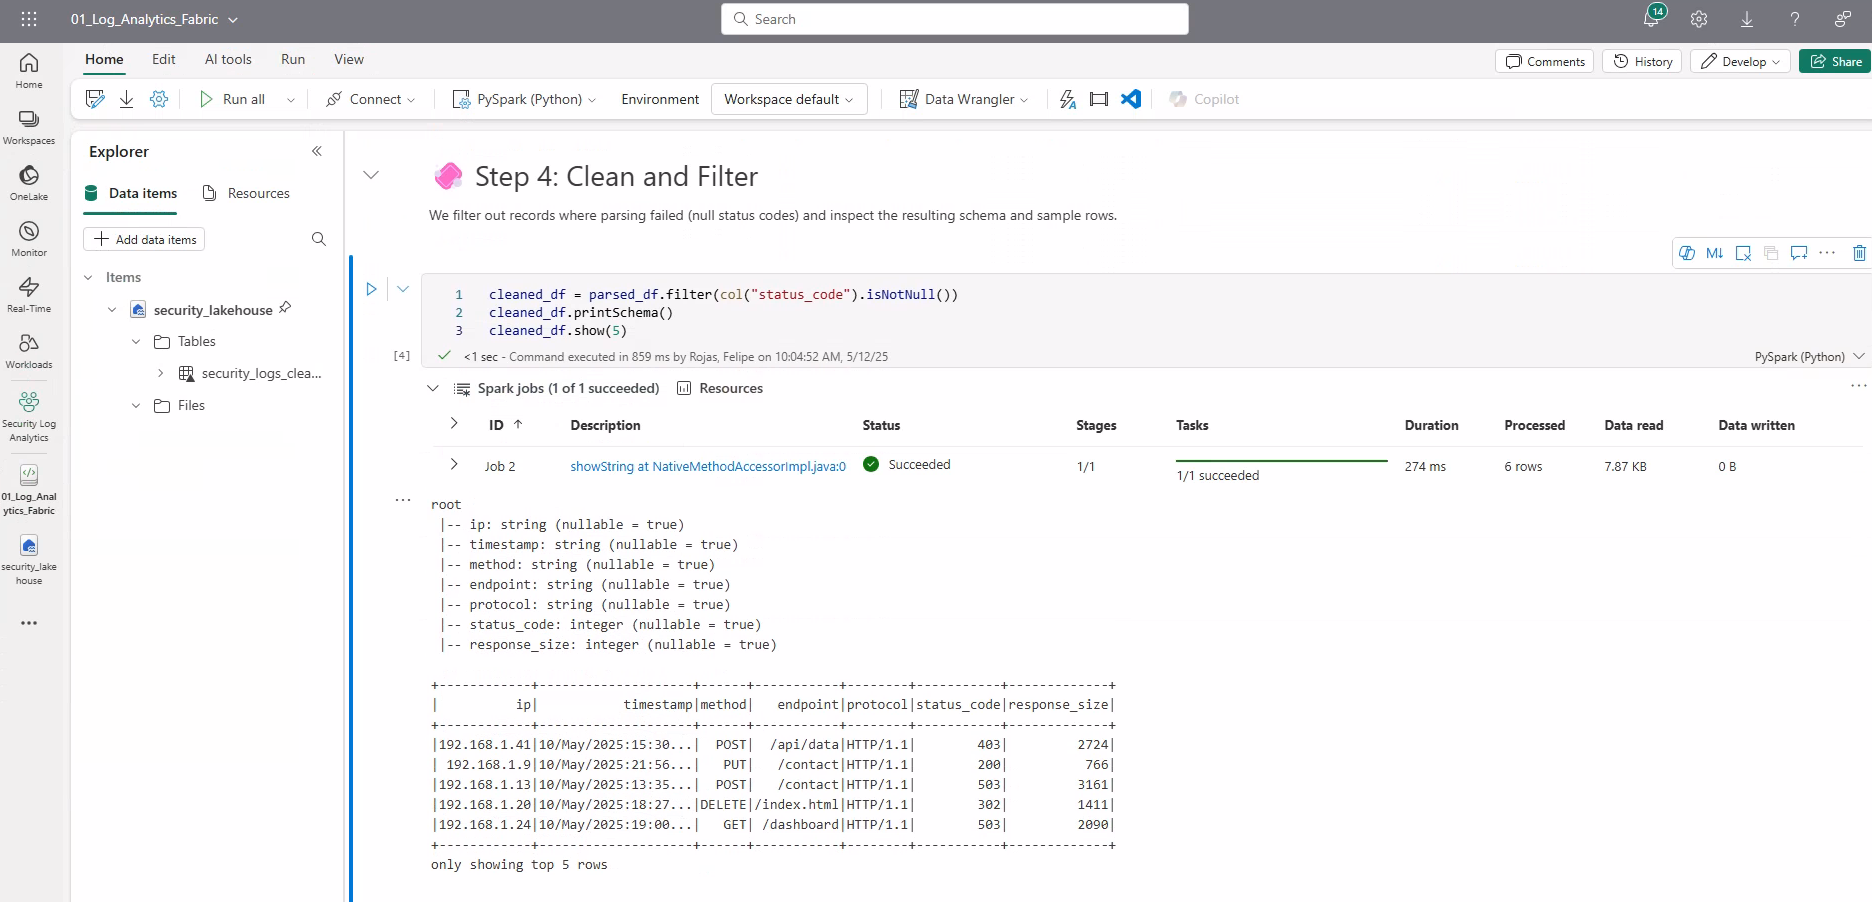 01_Log_Analytics_Fabric
Search
14
Home Edit AI tools Run View
Comments History Develop Share
Run all Connect PySpark (Python) Environment Workspace default Data Wrangler Copilot
Home
Workspaces
OneLake
Monitor
Real-Time
Workloads
Security Log
Analytics
01_Log_Anal
ytics_Fabric
security_lake
house
Explorer
Data items Resources
Add data items
Items
security_lakehouse
Tables
security_logs_clea...
Files
Step 4: Clean and Filter
We filter out records where parsing failed (null status codes) and inspect the resulting schema and sample rows.
M↓
1 cleaned_df = parsed_df.filter(col("status_code").isNotNull())
2 cleaned_df.printSchema()
3 cleaned_df.show(5)
[4] <1 sec - Command executed in 859 ms by Rojas, Felipe on 10:04:52 AM, 5/12/25 PySpark (Python)
Spark jobs (1 of 1 succeeded) Resources
ID ↑ Description Status Stages Tasks Duration Processed Data read Data written
Job 2 showString at NativeMethodAccessorImpl.java:0 Succeeded 1/1 1/1 succeeded 274 ms 6 rows 7.87 KB 0 B
root
 |-- ip: string (nullable = true)
 |-- timestamp: string (nullable = true)
 |-- method: string (nullable = true)
 |-- endpoint: string (nullable = true)
 |-- protocol: string (nullable = true)
 |-- status_code: integer (nullable = true)
 |-- response_size: integer (nullable = true)
+------------+--------------------+------+-----------+--------+-----------+-------------+
|          ip|           timestamp|method|   endpoint|protocol|status_code|response_size|
+------------+--------------------+------+-----------+--------+-----------+-------------+
|192.168.1.41|10/May/2025:15:30...|  POST|  /api/data|HTTP/1.1|        403|         2724|
| 192.168.1.9|10/May/2025:21:56...|   PUT|   /contact|HTTP/1.1|        200|          766|
|192.168.1.13|10/May/2025:13:35...|  POST|   /contact|HTTP/1.1|        503|         3161|
|192.168.1.20|10/May/2025:18:27...|DELETE|/index.html|HTTP/1.1|        302|         1411|
|192.168.1.24|10/May/2025:19:00...|   GET| /dashboard|HTTP/1.1|        503|         2090|
+------------+--------------------+------+-----------+--------+-----------+-------------+
only showing top 5 rows